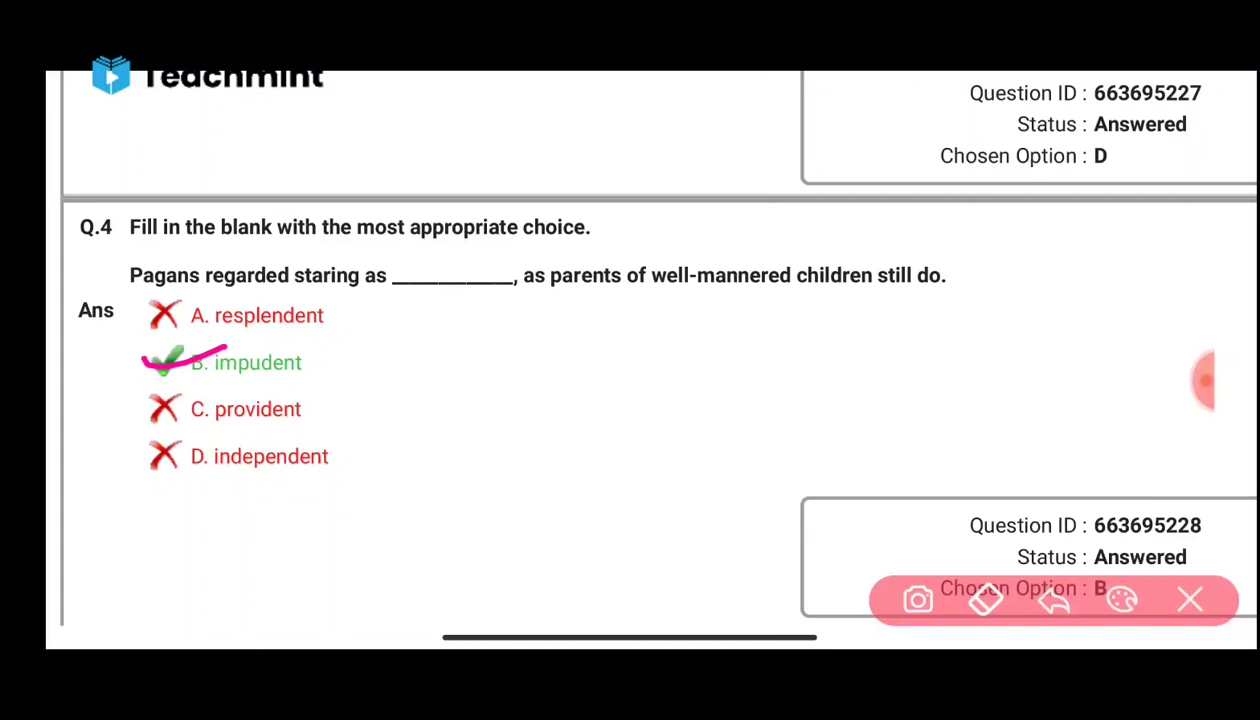 Teachmint
Question ID : 663695227
Status : Answered
Chosen Option : D
Q.4 Fill in the blank with the most appropriate choice.
Pagans regarded staring as ____________, as parents of well-mannered children still do.
Ans A. resplendent
B. impudent
C. provident
D. independent
Question ID : 663695228
Status : Answered
Chosen Option : B